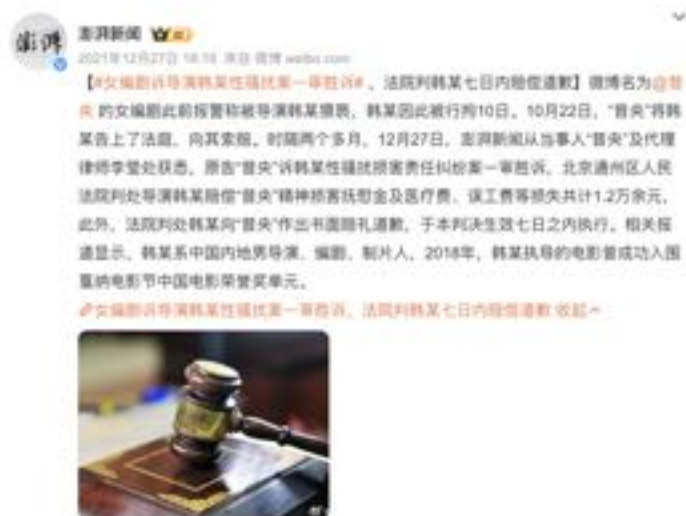 澎湃
澎湃新闻
2021年12月27日 18:18 来自 微博 weibo.com
【#女编剧诉导演韩某性骚扰案一审胜诉#,法院判韩某七日内赔偿道歉】微博名为@昔
央 的女编剧此前报警称被导演韩某猥亵,韩某因此被行拘10日。10月22日,“昔央”将韩
某告上了法庭,向其索赔。时隔两个多月,12月27日,澎湃新闻从当事人“昔央”及代理
律师李莹处获悉,原告“昔央”诉韩某性骚扰损害责任纠纷案一审胜诉,北京通州区人民
法院判处导演韩某赔偿“昔央”精神损害抚慰金及医疗费、误工费等损失共计1.2万余元。
此外,法院判处韩某向“昔央”作出书面赔礼道歉,于本判决生效七日之内执行。相关报
道显示,韩某系中国内地男导演、编剧、制片人,2018年,韩某执导的电影曾成功入围
戛纳电影节中国电影荣誉奖单元。
女编剧诉导演韩某性骚扰案一审胜诉,法院判韩某七日内赔偿道歉 收起